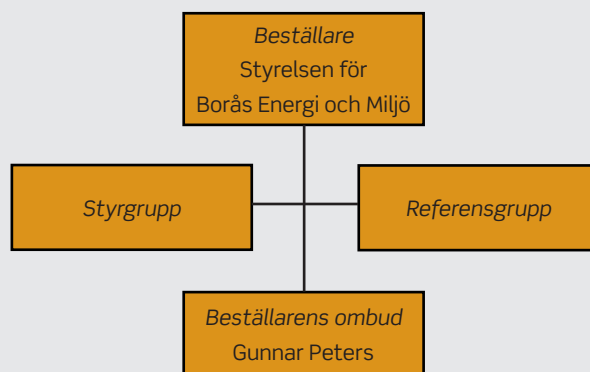 Beställare
Styrelsen för
Borås Energi och Miljö
Styrgrupp
Referensgrupp
Beställarens ombud
Gunnar Peters